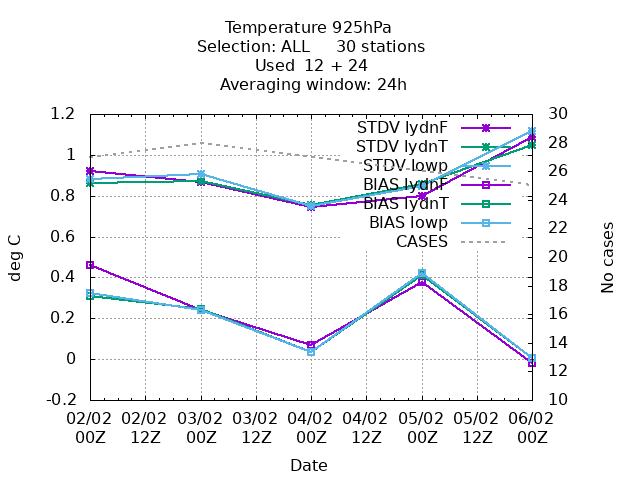 Temperature 925hPa
Selection: ALL 30 stations
Used 12 + 24
Averaging window: 24h
1.2
1
0.8
0.6
0.4
0.2
0
-0.2
deg C
30
28
26
24
22
20
18
16
14
12
10
No cases
STDV lydnF
STDV lydnT
STDV lowp
BIAS lydnF
BIAS lydnT
BIAS lowp
CASES
02/02 02/02 03/02 03/02 04/02 04/02 05/02 05/02 06/02
00Z 12Z 00Z 12Z 00Z 12Z 00Z 12Z 00Z
Date